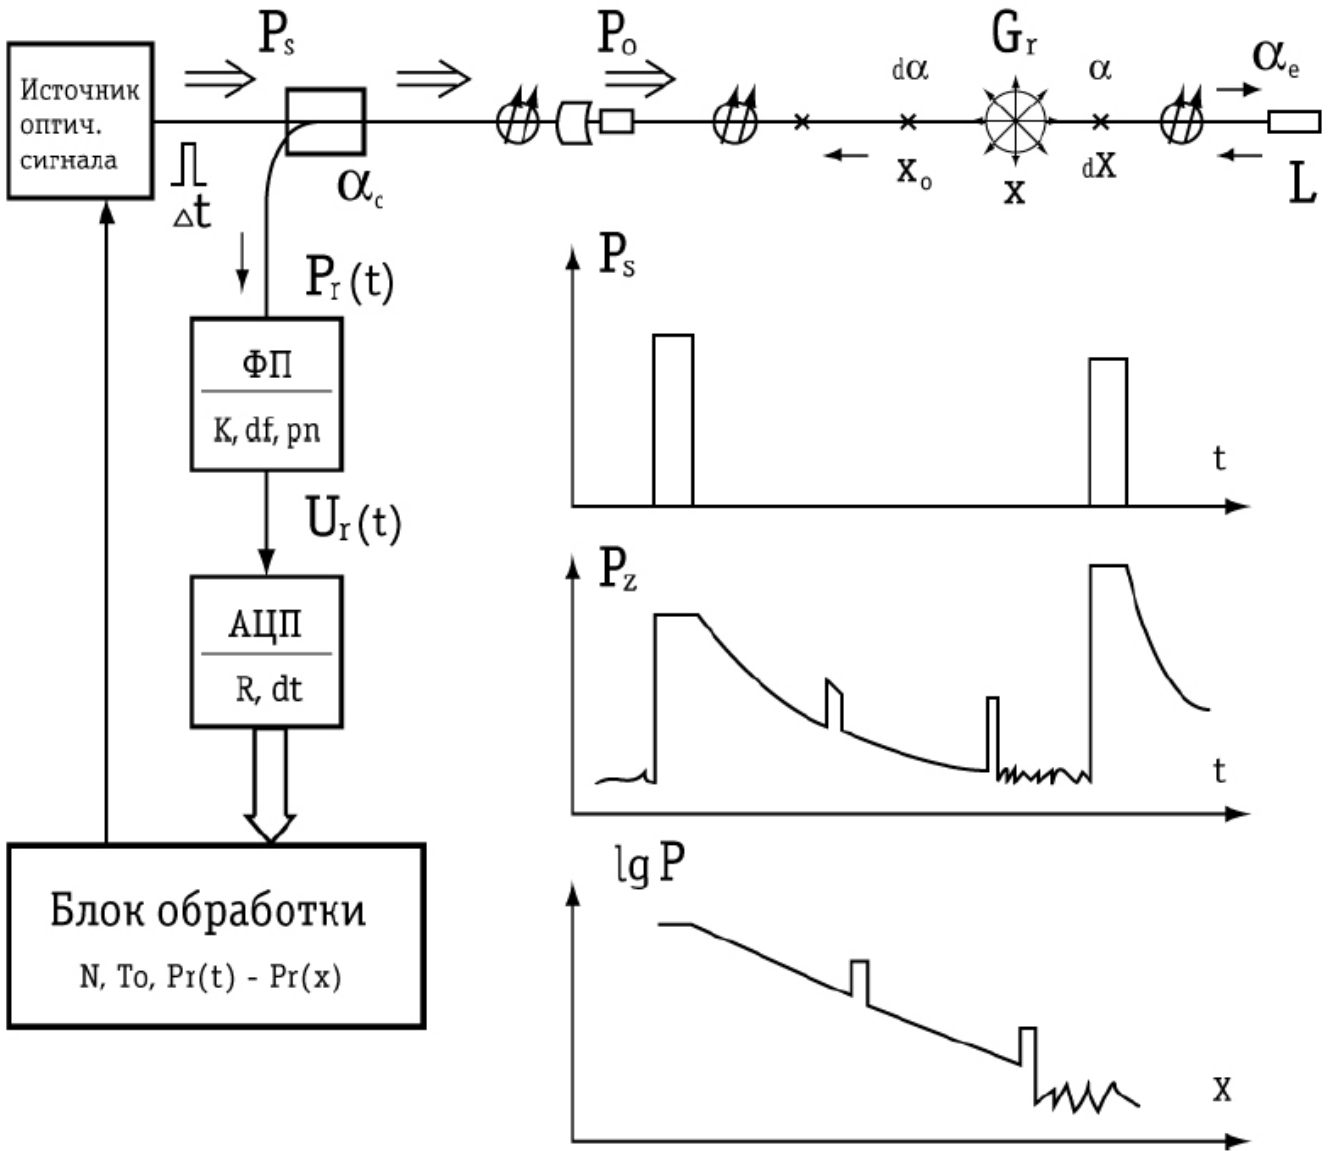 Источник
оптич.
сигнала
Δt
Ps
αc
Po
dα
xo
Gr
x
α
dX
αe
L
Pr(t)
ФП
K, df, pn
Ur(t)
АЦП
R, dt
Блок обработки
N, To, Pr(t) - Pr(x)
Ps
t
Pz
t
lg P
x